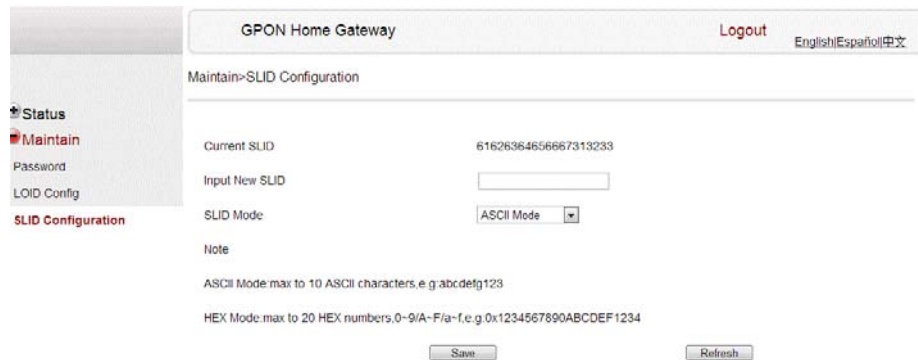 GPON Home Gateway
Logout
English|Español|中文
Maintain>SLID Configuration
Status
Maintain
Password
LOID Config
SLID Configuration
Current SLID 61626364656667313233
Input New SLID
SLID Mode ASCII Mode
Note
ASCII Mode:max to 10 ASCII characters,e.g:abcdefg123
HEX Mode:max to 20 HEX numbers,0~9/A~F/a~f,e.g.0x1234567890ABCDEF1234
Save Refresh